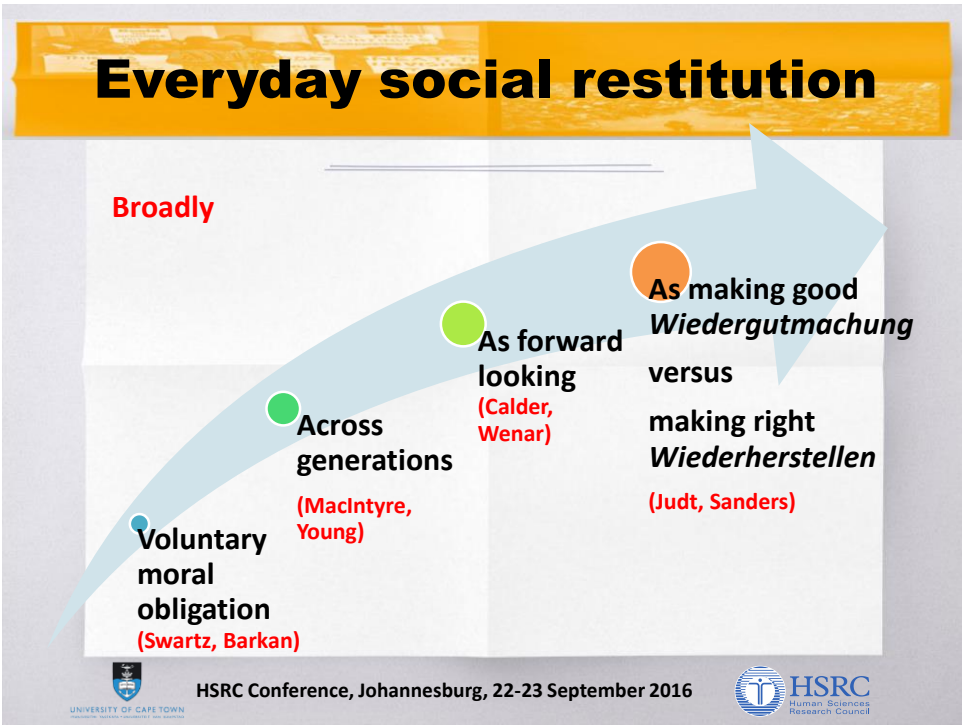 Everyday social restitution
Broadly
Voluntary
moral
obligation
(Swartz, Barkan)
Across
generations
(MacIntyre,
Young)
As forward
looking
(Calder,
Wenar)
As making good
Wiedergutmachung
versus
making right
Wiederherstellen
(Judt, Sanders)
UNIVERSITY OF CAPE TOWN
HSRC Conference, Johannesburg, 22-23 September 2016
HSRC
Human Sciences
Research Council